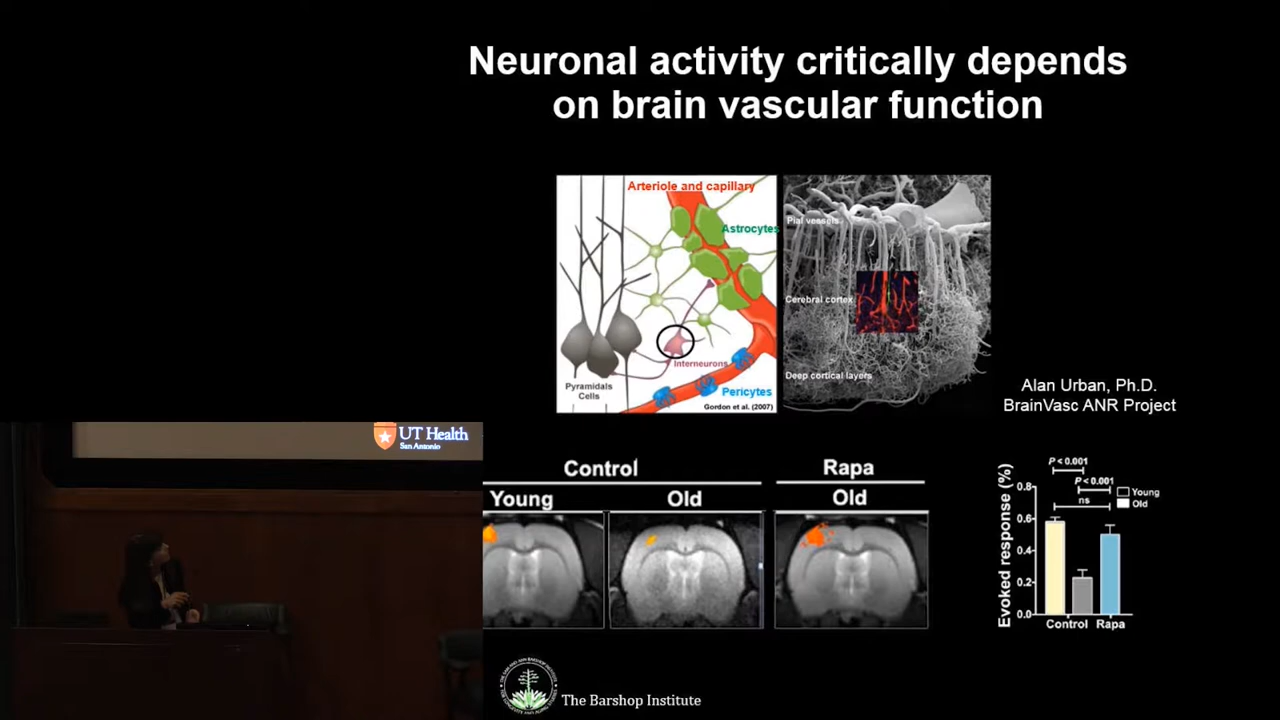 Neuronal activity critically depends
on brain vascular function
Arteriole and capillary
Astrocytes
Interneurons
Pyramidals
Cells
Pericytes
Gordon et al. (2007)
Pial vessels
Cerebral cortex
Deep cortical layers
Alan Urban, Ph.D.
BrainVasc ANR Project
UT Health
San Antonio
Control
Rapa
Young
Old
Old
Evoked response (%)
P < 0.001
P < 0.001
ns
Young
Old
0.8
0.6
0.4
0.2
0.0
Control
Rapa
The Barshop Institute